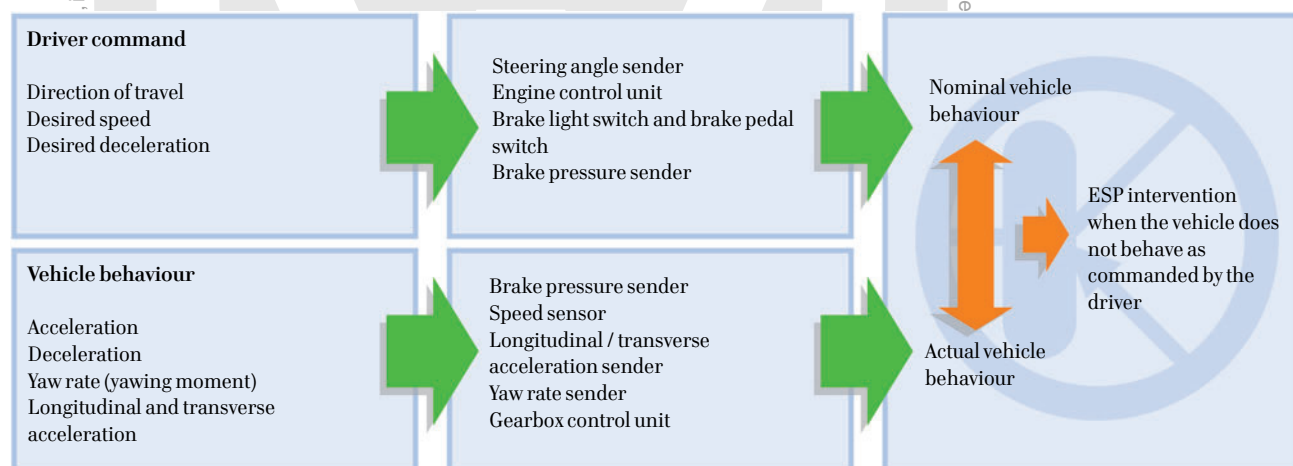 Driver command
Direction of travel
Desired speed
Desired deceleration
Steering angle sender
Engine control unit
Brake light switch and brake pedal
switch
Brake pressure sender
Nominal vehicle
behaviour
ESP intervention
when the vehicle does
not behave as
commanded by the
driver
Vehicle behaviour
Acceleration
Deceleration
Yaw rate (yawing moment)
Longitudinal and transverse
acceleration
Brake pressure sender
Speed sensor
Longitudinal / transverse
acceleration sender
Yaw rate sender
Gearbox control unit
Actual vehicle
behaviour